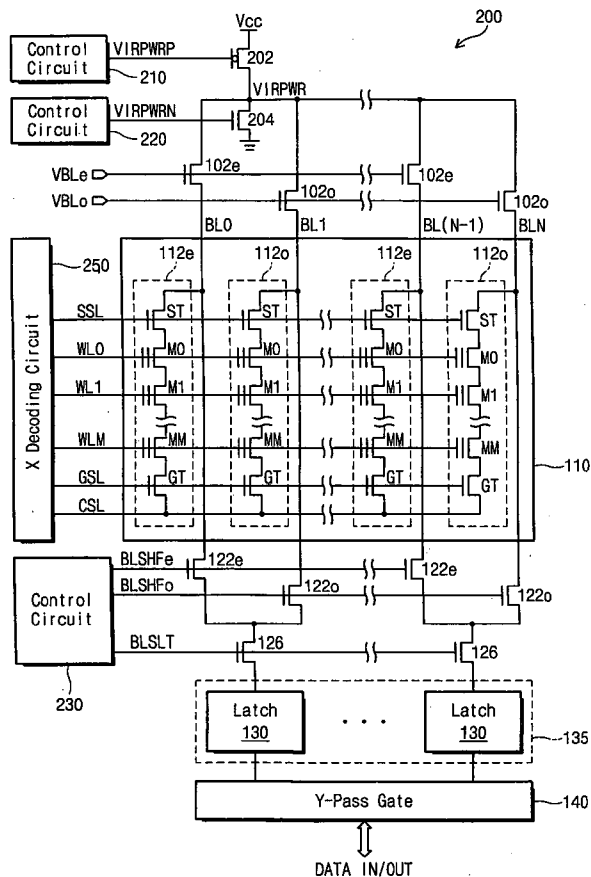 200
Vcc
Control Circuit
210
VIRPWRP
202
VIRPWR
Control Circuit
220
VIRPWRN
204
VBLe
102e
102e
VBLo
102o
102o
BL0
BL1
BL(N-1)
BLN
250
112e
112o
112e
112o
X Decoding Circuit
SSL
ST
ST
ST
ST
WL0
M0
M0
M0
M0
WL1
M1
M1
M1
M1
WLM
MM
MM
MM
MM
110
GSL
GT
GT
GT
GT
CSL
Control Circuit
230
BLSHFe
122e
122e
BLSHFo
122o
122o
BLSLT
126
126
Latch
130
. . .
Latch
130
135
Y-Pass Gate
140
DATA IN/OUT